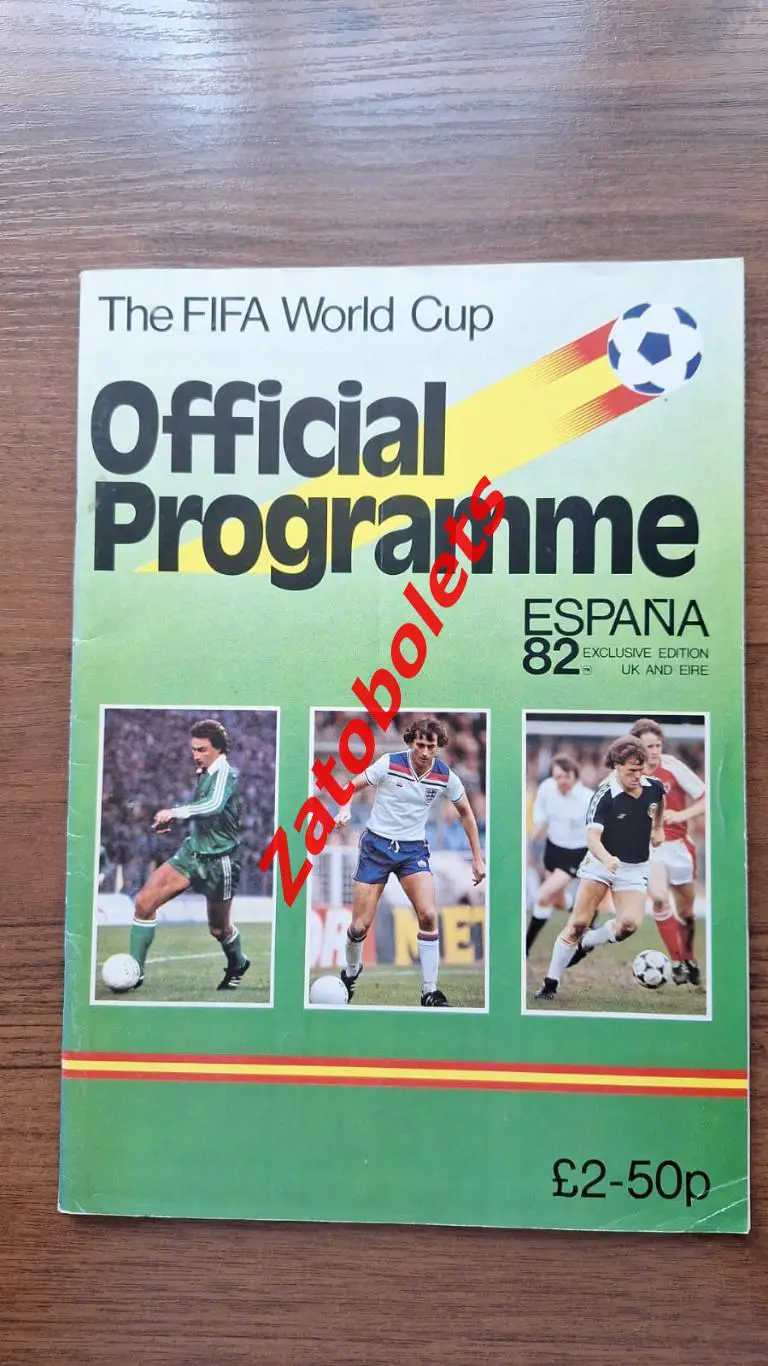 The FIFA World Cup
Official
Programme
ESPAÑA
82 EXCLUSIVE EDITION
UK AND EIRE
Zatobolets
£2-50p